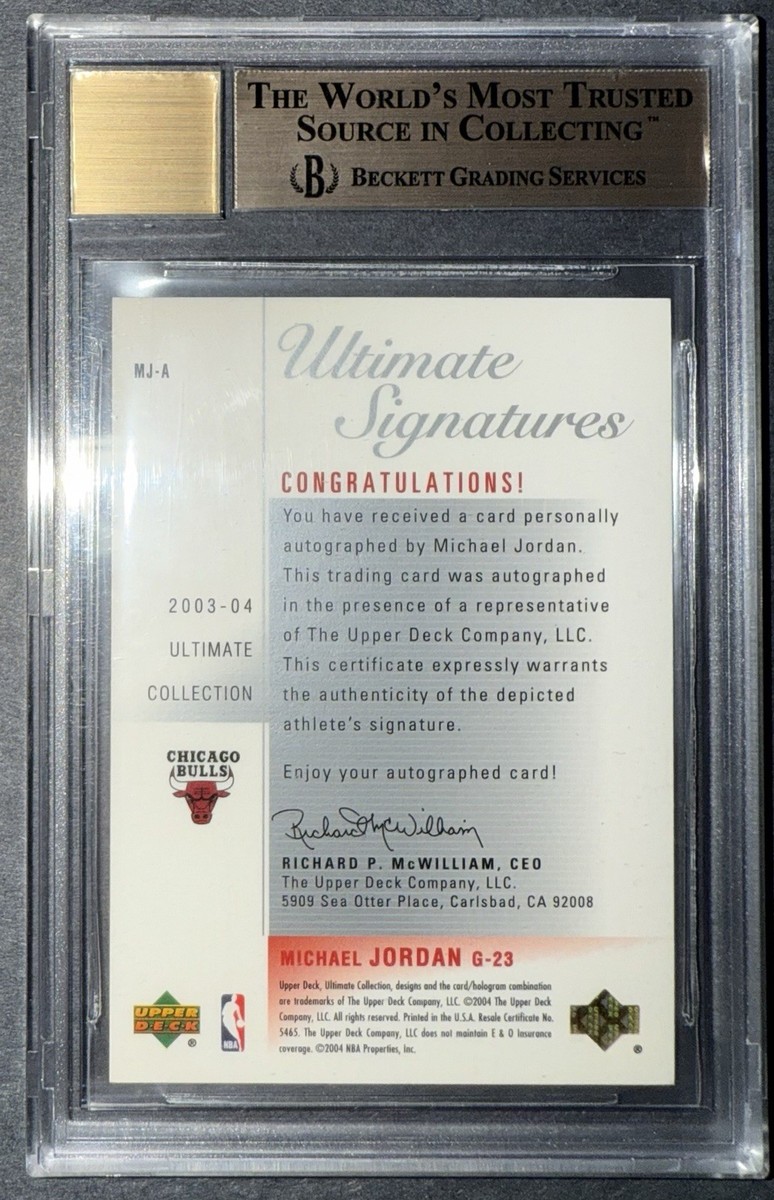 THE WORLD'S MOST TRUSTED
SOURCE IN COLLECTING™
B BECKETT GRADING SERVICES
MJ-A
Ultimate
Signatures
CONGRATULATIONS!
You have received a card personally
autographed by Michael Jordan.
This trading card was autographed
in the presence of a representative
of The Upper Deck Company, LLC.
This certificate expressly warrants
the authenticity of the depicted
athlete's signature.
Enjoy your autographed card!
2003-04
ULTIMATE
COLLECTION
CHICAGO
BULLS
Richard P. McWilliam
RICHARD P. McWILLIAM, CEO
The Upper Deck Company, LLC.
5909 Sea Otter Place, Carlsbad, CA 92008
MICHAEL JORDAN G-23
Upper Deck, Ultimate Collection, designs and the card/hologram combination
are trademarks of The Upper Deck Company, LLC. ©2004 The Upper Deck
Company, LLC. All rights reserved. Printed in the U.S.A. Resale Certificate No.
5465. The Upper Deck Company, LLC does not maintain E & O Insurance
coverage. ©2004 NBA Properties, Inc.
UPPER
DECK
®
NBA
®